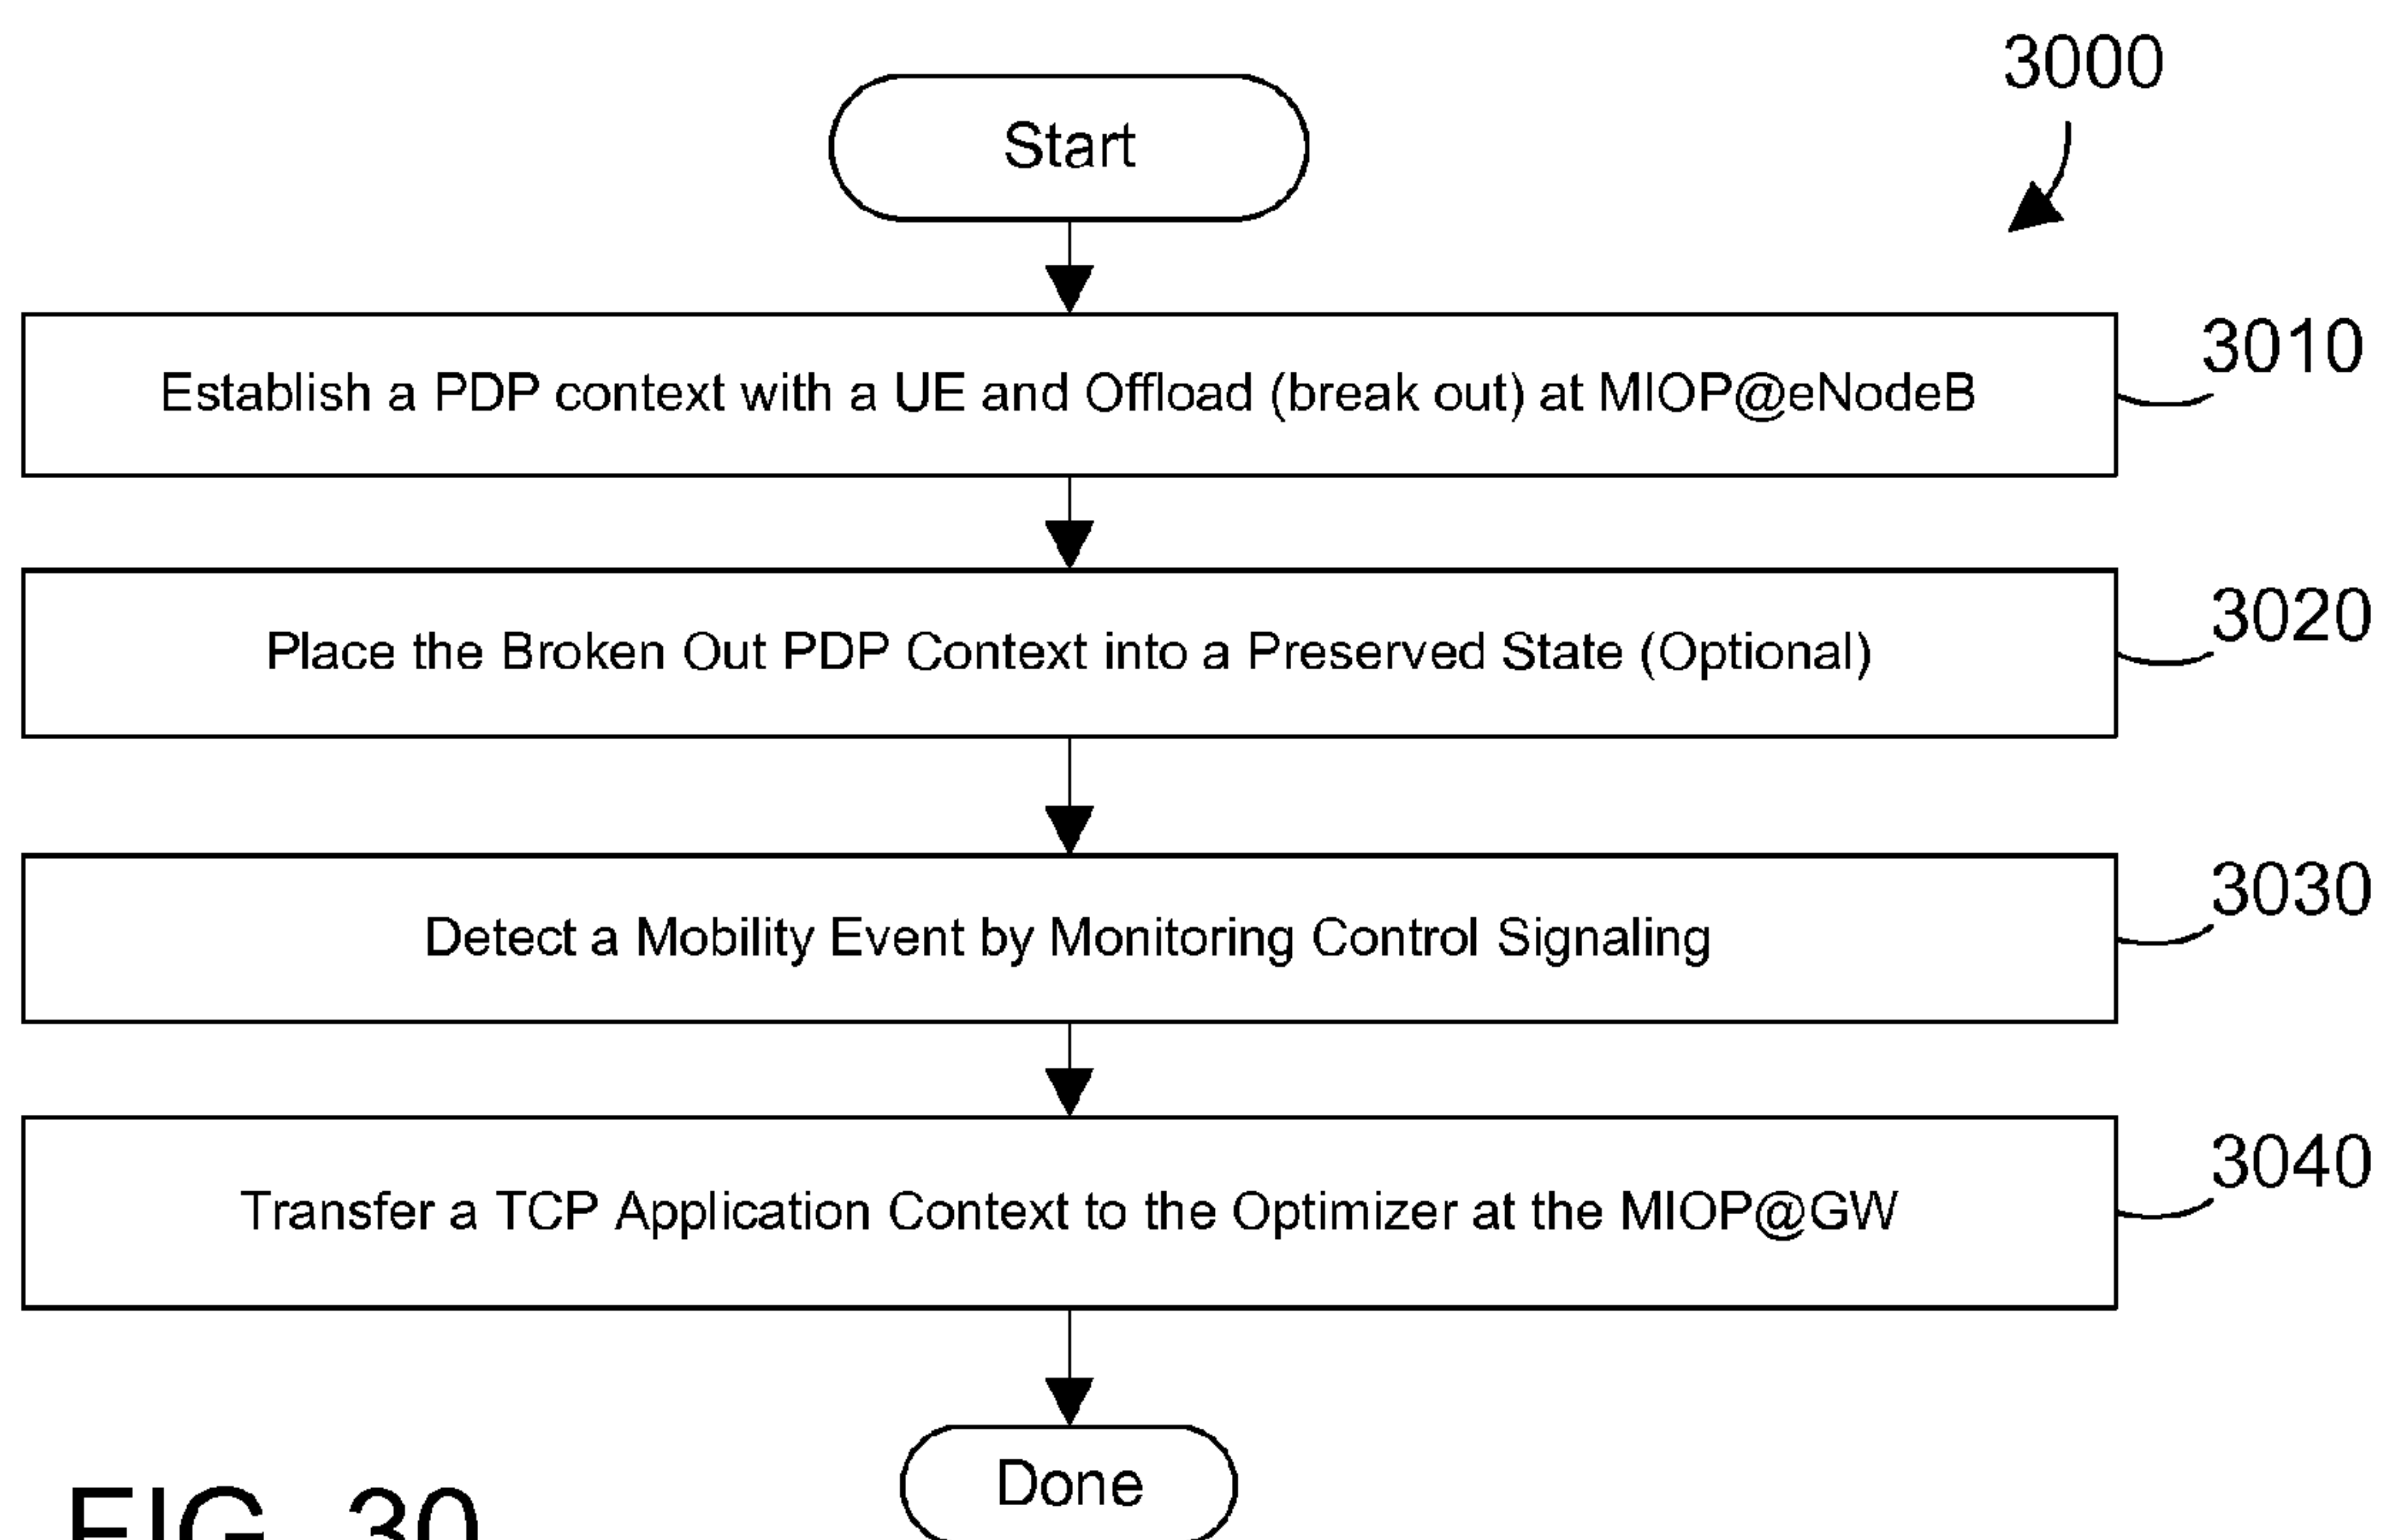 3000
Start
Establish a PDP context with a UE and Offload (break out) at MIOP@eNodeB
3010
Place the Broken Out PDP Context into a Preserved State (Optional)
3020
Detect a Mobility Event by Monitoring Control Signaling
3030
Transfer a TCP Application Context to the Optimizer at the MIOP@GW
3040
Done
FIG. 30